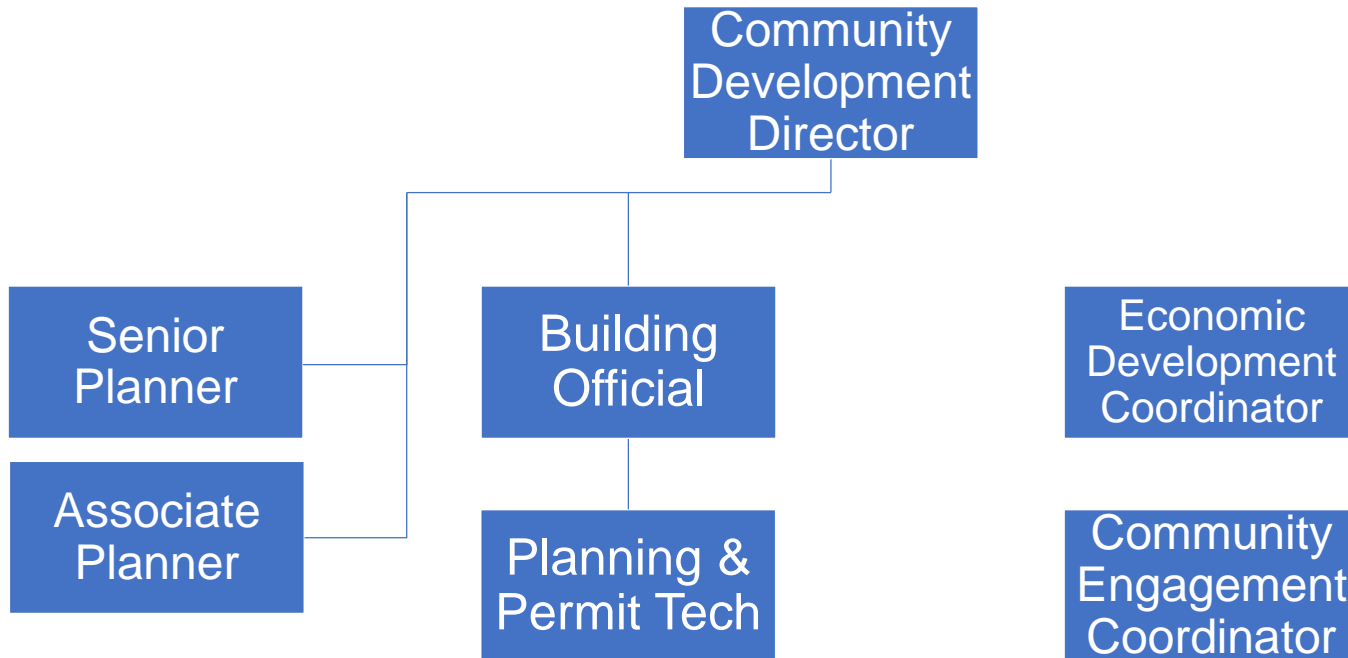 Community
Development
Director
Senior
Planner
Building
Official
Economic
Development
Coordinator
Associate
Planner
Planning &
Permit Tech
Community
Engagement
Coordinator